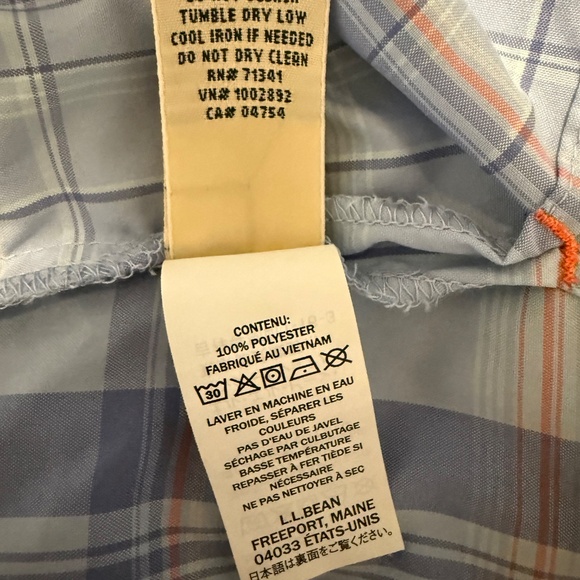 TUMBLE DRY LOW
COOL IRON IF NEEDED
DO NOT DRY CLEAN
RN# 71341
VN# 1002892
CA# 04754
CONTENU:
100% POLYESTER
FABRIQUÉ AU VIETNAM
30
LAVER EN MACHINE EN EAU
FROIDE, SÉPARER LES
COULEURS
PAS D'EAU DE JAVEL
SÉCHAGE PAR CULBUTAGE
BASSE TEMPÉRATURE
REPASSER À FER TIÈDE SI
NÉCESSAIRE
NE PAS NETTOYER À SEC
L.L.BEAN
FREEPORT, MAINE
04033 ÉTATS-UNIS
日本語は裏面をご覧ください。